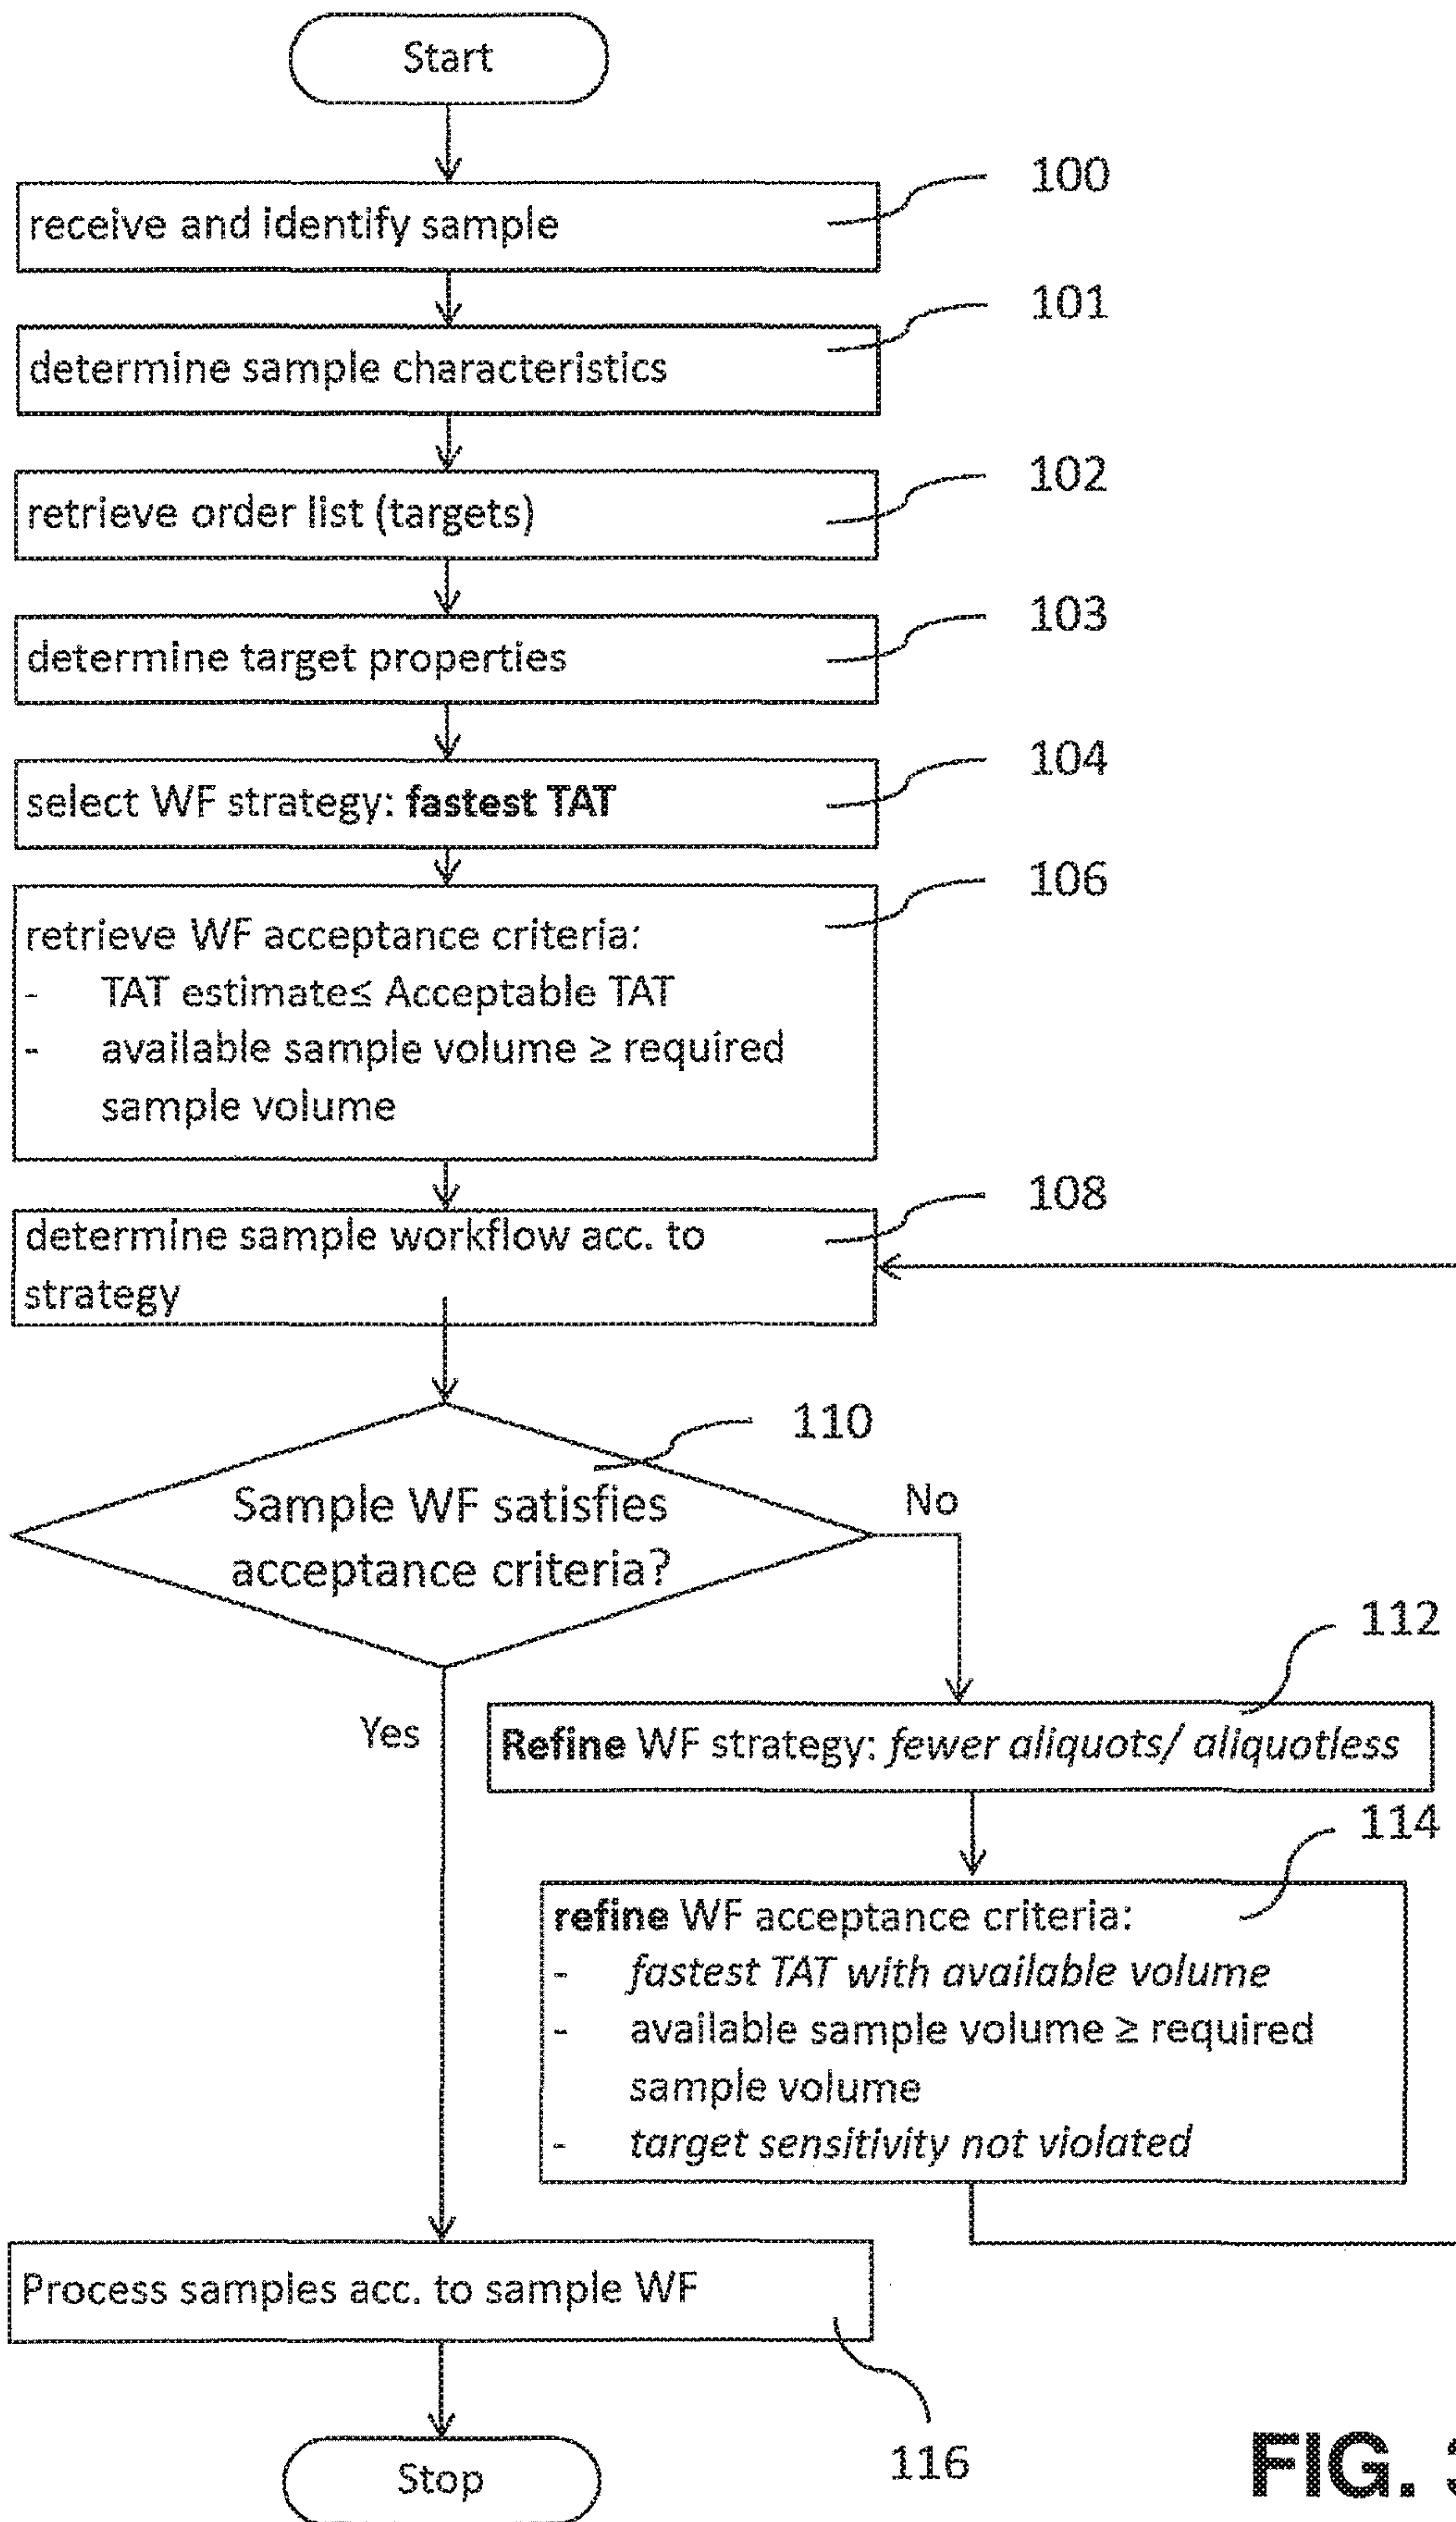 Start
100
receive and identify sample
101
determine sample characteristics
102
retrieve order list (targets)
103
determine target properties
104
select WF strategy: fastest TAT
106
retrieve WF acceptance criteria:
- TAT estimate≤ Acceptable TAT
- available sample volume ≥ required
sample volume
108
determine sample workflow acc. to
strategy
110
Sample WF satisfies
acceptance criteria?
No
112
Yes
Refine WF strategy: fewer aliquots/ aliquotless
114
refine WF acceptance criteria:
- fastest TAT with available volume
- available sample volume ≥ required
sample volume
- target sensitivity not violated
Process samples acc. to sample WF
116
Stop
FIG.